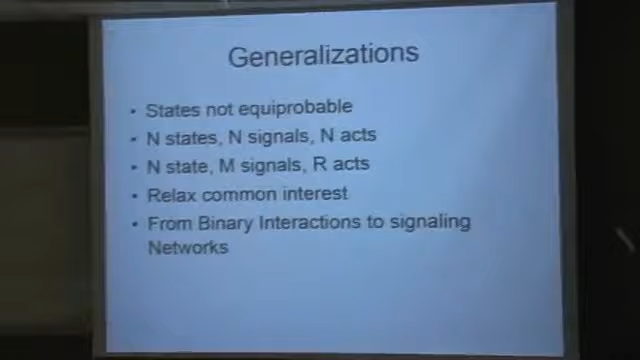 Generalizations
• States not equiprobable
• N states, N signals, N acts
• N state, M signals, R acts
• Relax common interest
• From Binary Interactions to signaling
Networks